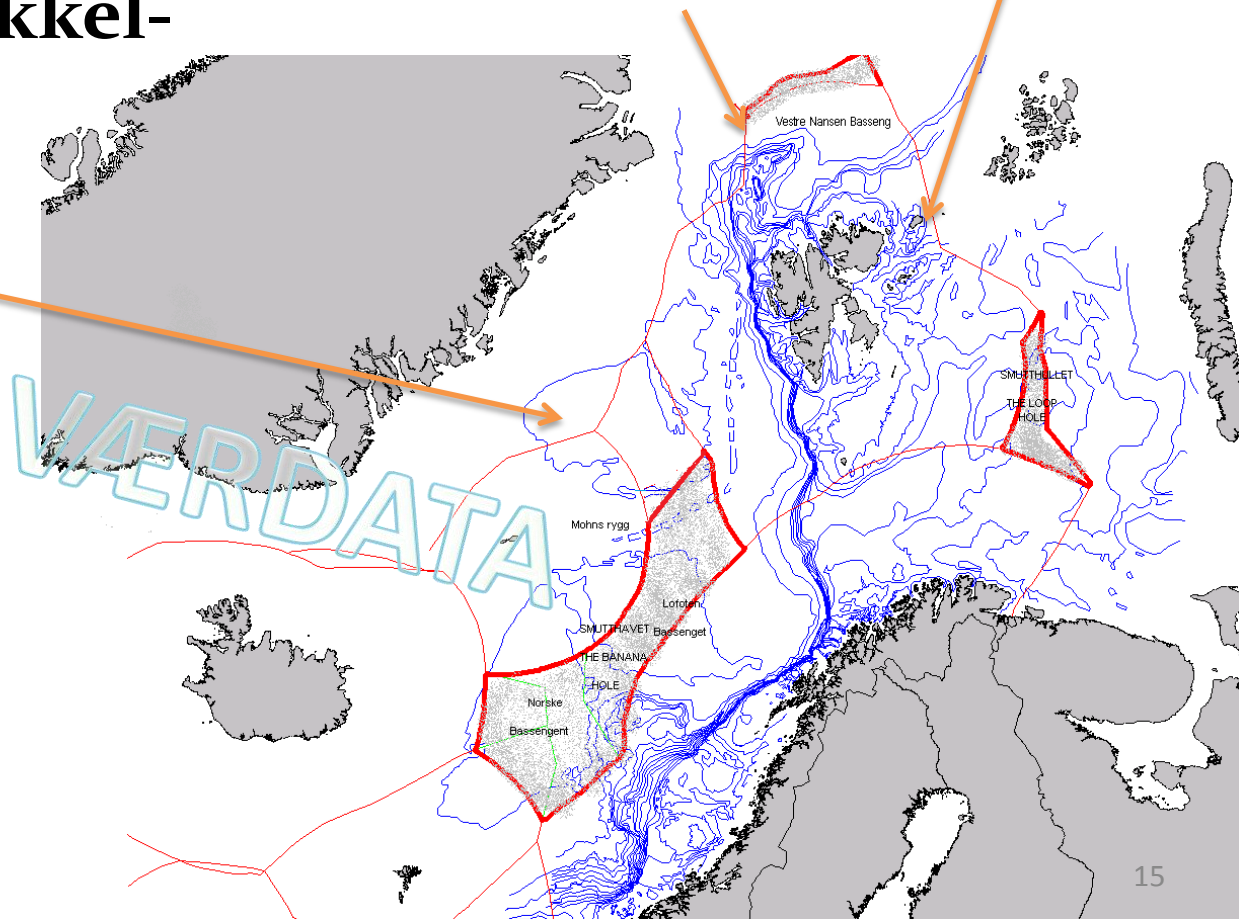 kkel-
Vestre Nansen Basseng
SMUTTHULLET
THE LOOP
HOLE
VÆRDATA
Mohns rygg
Lofoten
Bassenget
SMUTTHAVET
THE BANANA
HOLE
Norske
Bassengent
15